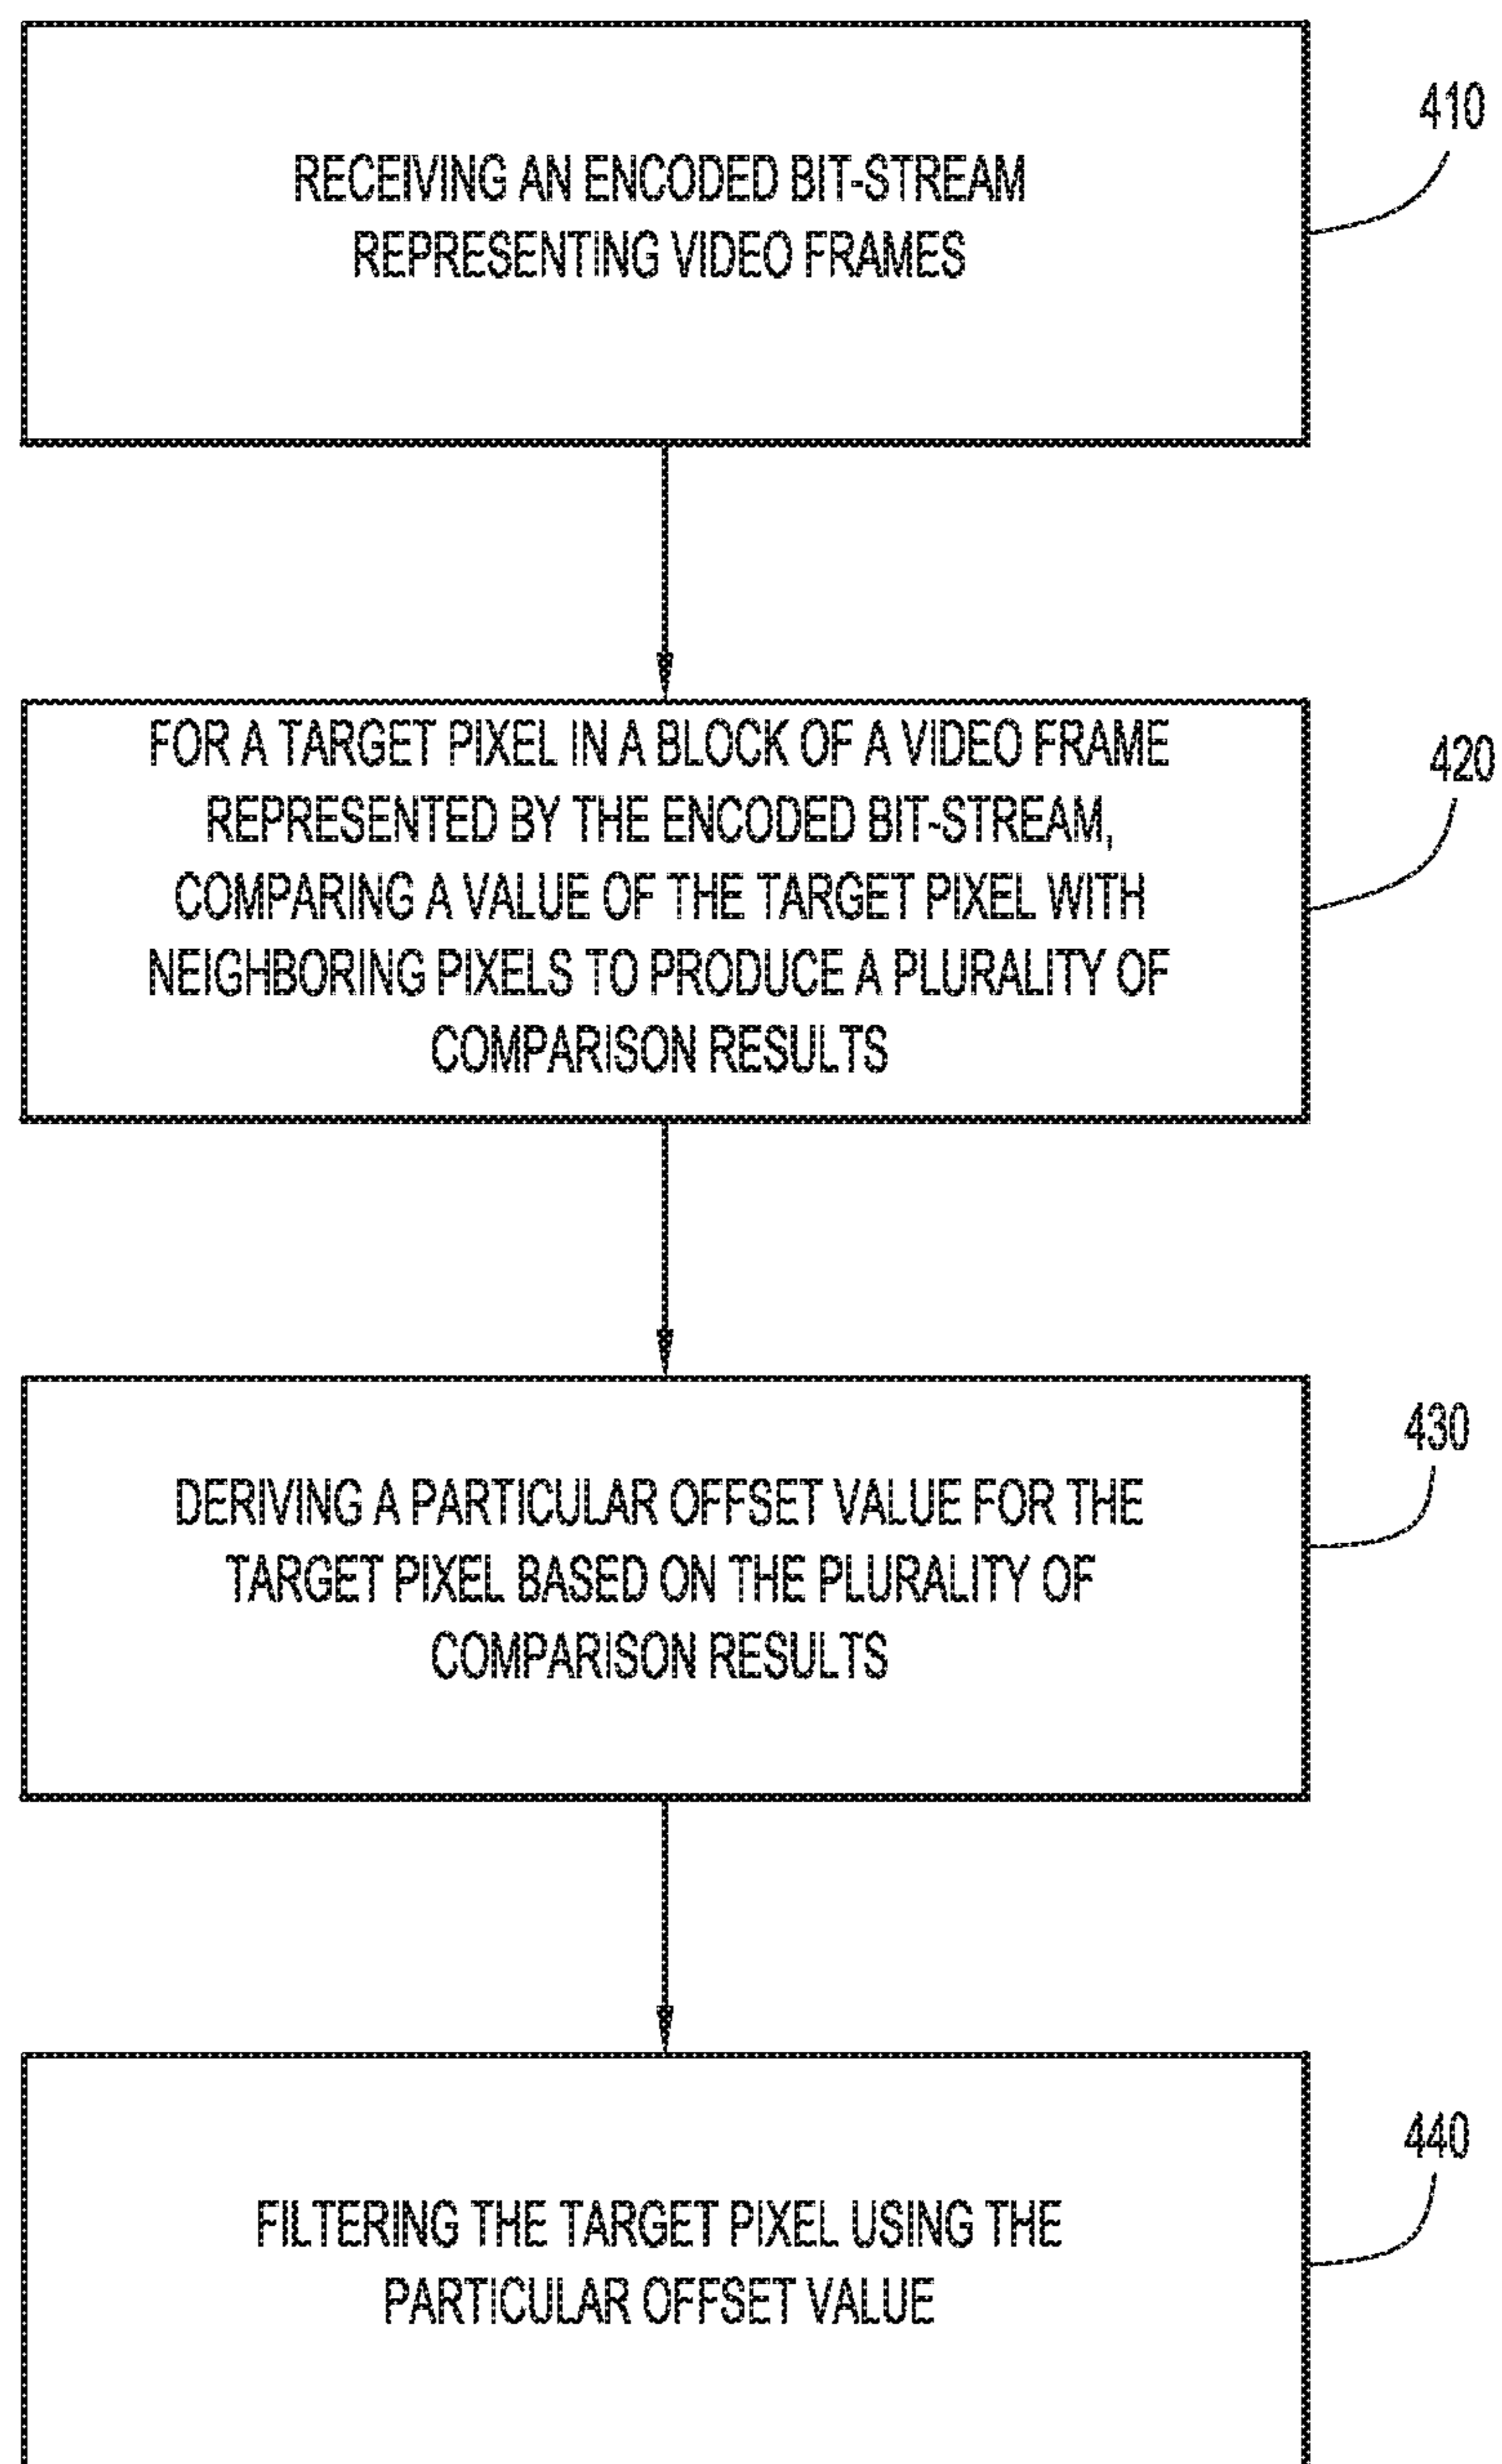 RECEIVING AN ENCODED BIT-STREAM
REPRESENTING VIDEO FRAMES
410
FOR A TARGET PIXEL IN A BLOCK OF A VIDEO FRAME
REPRESENTED BY THE ENCODED BIT-STREAM,
COMPARING A VALUE OF THE TARGET PIXEL WITH
NEIGHBORING PIXELS TO PRODUCE A PLURALITY OF
COMPARISON RESULTS
420
DERIVING A PARTICULAR OFFSET VALUE FOR THE
TARGET PIXEL BASED ON THE PLURALITY OF
COMPARISON RESULTS
430
FILTERING THE TARGET PIXEL USING THE
PARTICULAR OFFSET VALUE
440